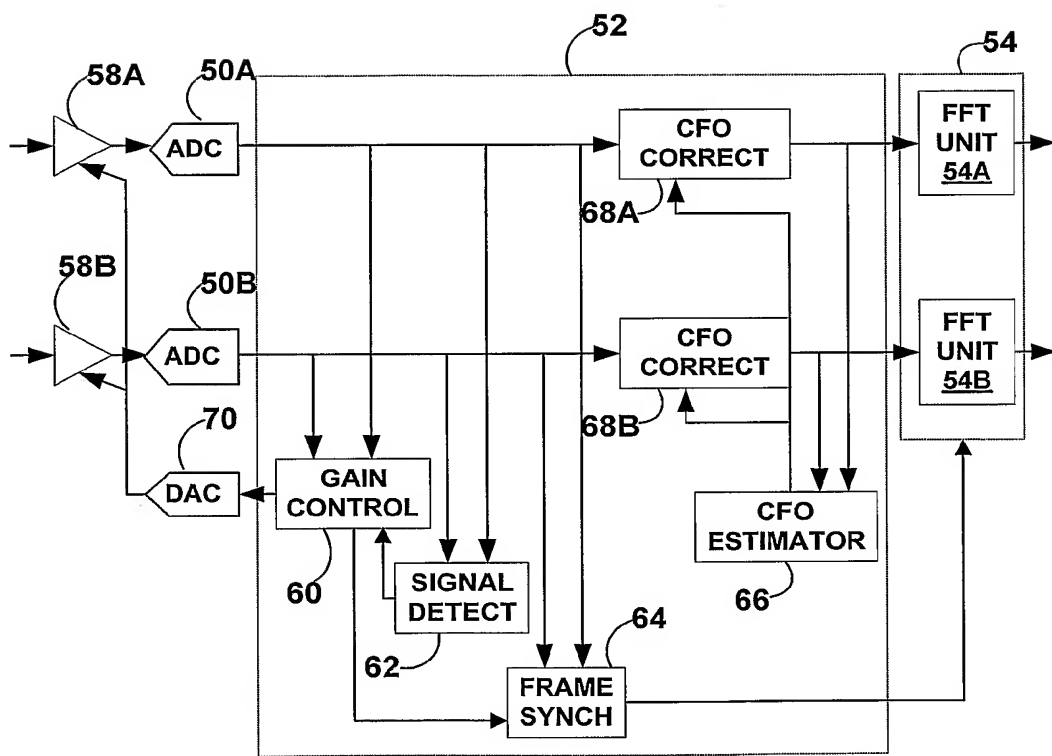 52
54
58A
50A
ADC
CFO
CORRECT
68A
FFT
UNIT
54A
58B
50B
ADC
CFO
CORRECT
68B
FFT
UNIT
54B
70
DAC
GAIN
CONTROL
60
CFO
ESTIMATOR
66
SIGNAL
DETECT
62
64
FRAME
SYNCH